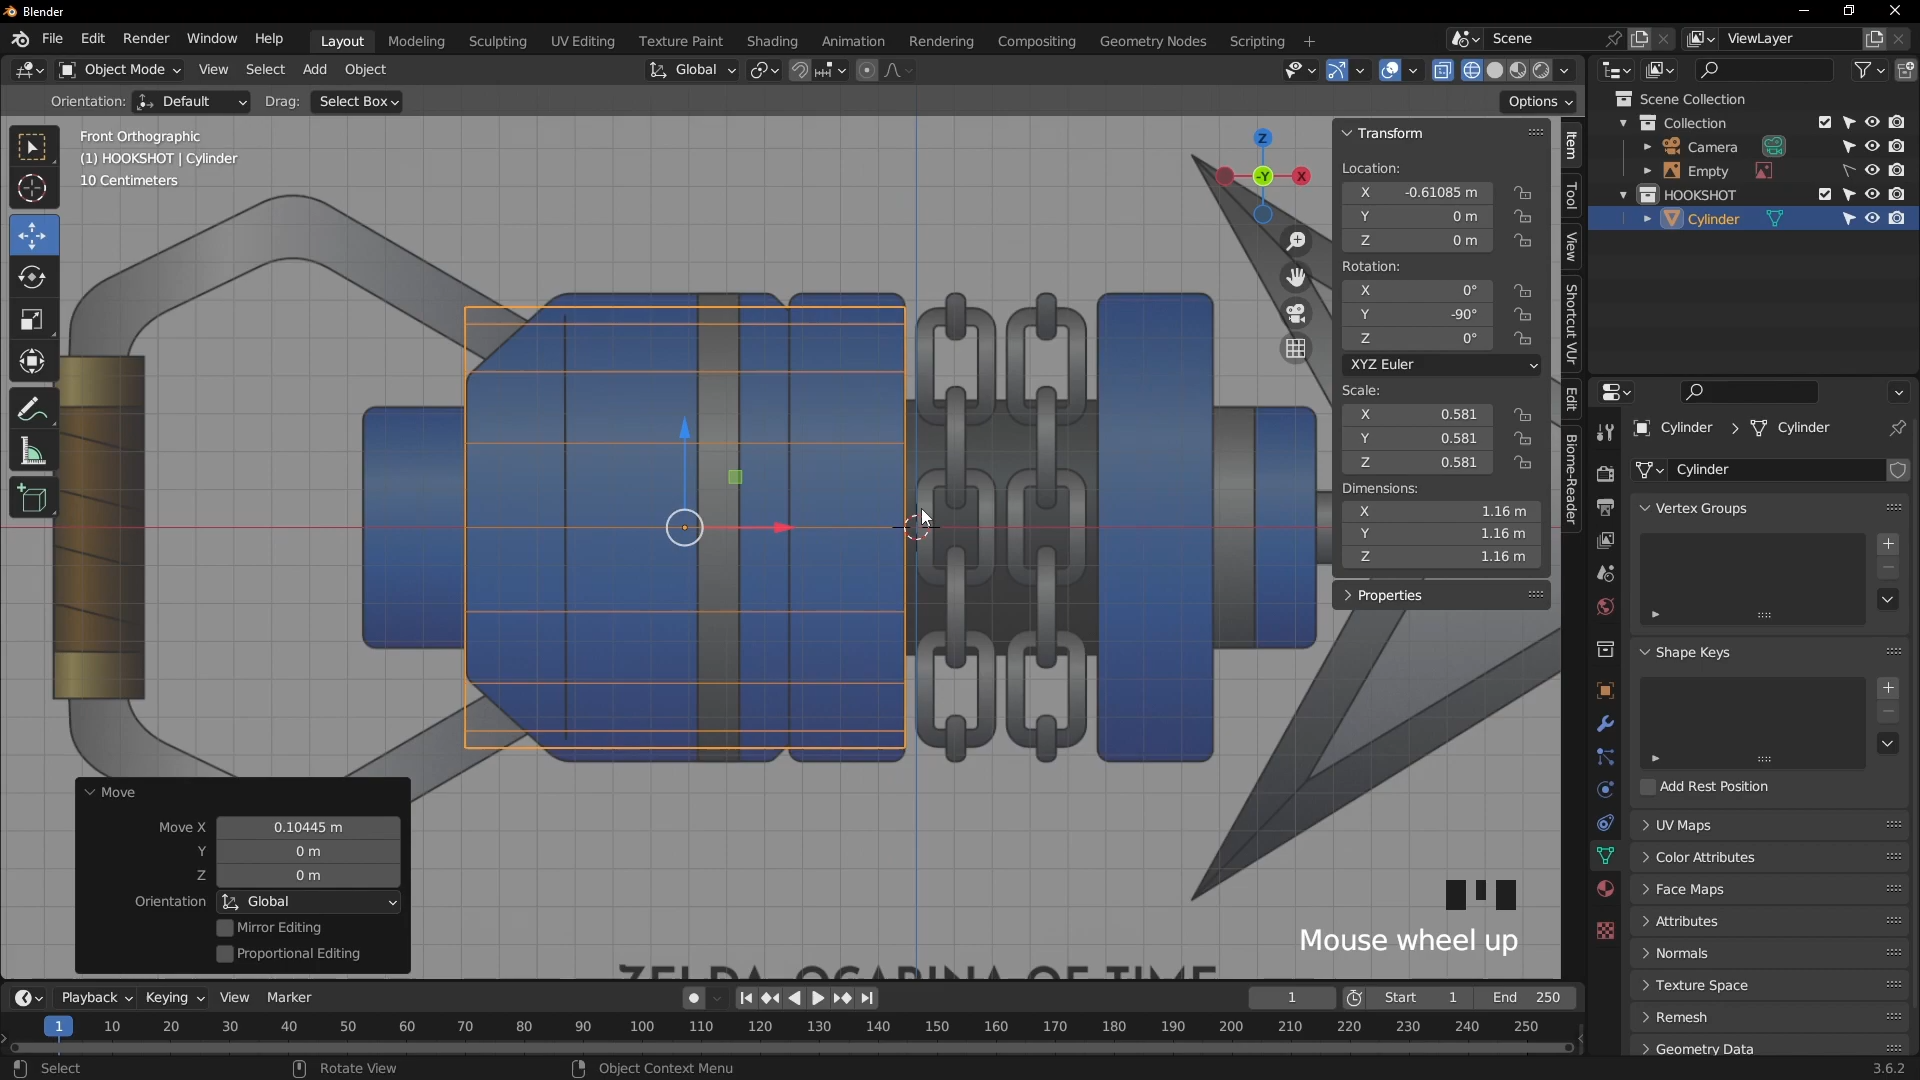 Blender
File Edit Render Window Help Layout Modeling Sculpting UV Editing Texture Paint Shading Animation Rendering Compositing Geometry Nodes Scripting + Scene ViewLayer
Object Mode View Select Add Object Global
Orientation: Default Drag: Select Box Options
Front Orthographic
(1) HOOKSHOT | Cylinder
10 Centimeters
Z
-Y
X
Transform
Location:
X -0.61085 m
Y 0 m
Z 0 m
Rotation:
X 0°
Y -90°
Z 0°
XYZ Euler
Scale:
X 0.581
Y 0.581
Z 0.581
Dimensions:
X 1.16 m
Y 1.16 m
Z 1.16 m
Properties
Item
Tool
View
Shortcut VUr
Edit
Biome-Reader
Scene Collection
Collection
Camera
Empty
HOOKSHOT
Cylinder
Cylinder > Cylinder
Cylinder
Vertex Groups
Shape Keys
Add Rest Position
UV Maps
Color Attributes
Face Maps
Attributes
Normals
Texture Space
Remesh
Geometry Data
Move
Move X 0.10445 m
Y 0 m
Z 0 m
Orientation Global
Mirror Editing
Proportional Editing
Mouse wheel up
ZELDA OCARINA OF TIME
Playback Keying View Marker 1 Start 1 End 250
1 10 20 30 40 50 60 70 80 90 100 110 120 130 140 150 160 170 180 190 200 210 220 230 240 250
Select Rotate View Object Context Menu 3.6.2